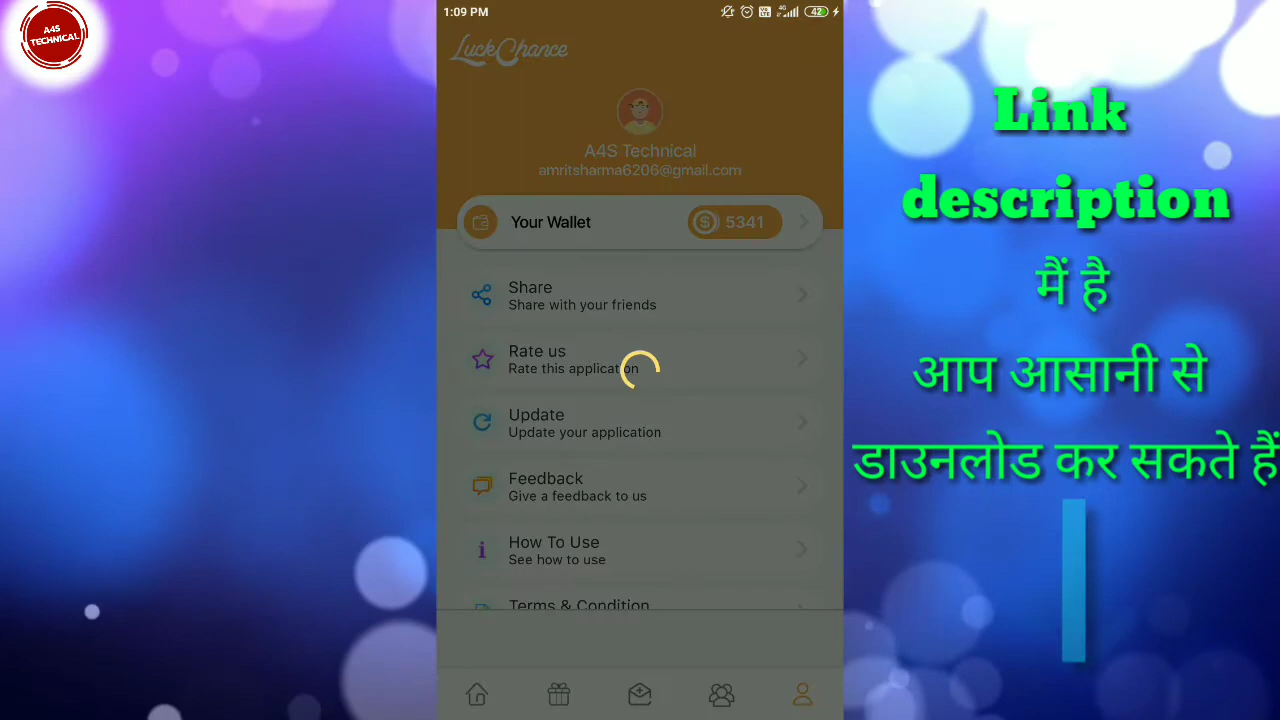 A4S
TECHNICAL
1:09 PM
4G
42
LuckChance
A4S Technical
amritsharma6206@gmail.com
Your Wallet
$ 5341
Share
Share with your friends
Rate us
Rate this application
Update
Update your application
Feedback
Give a feedback to us
How To Use
See how to use
Terms & Condition
Link
description
मैं है
आप आसानी से
डाउनलोड कर सकते हैं